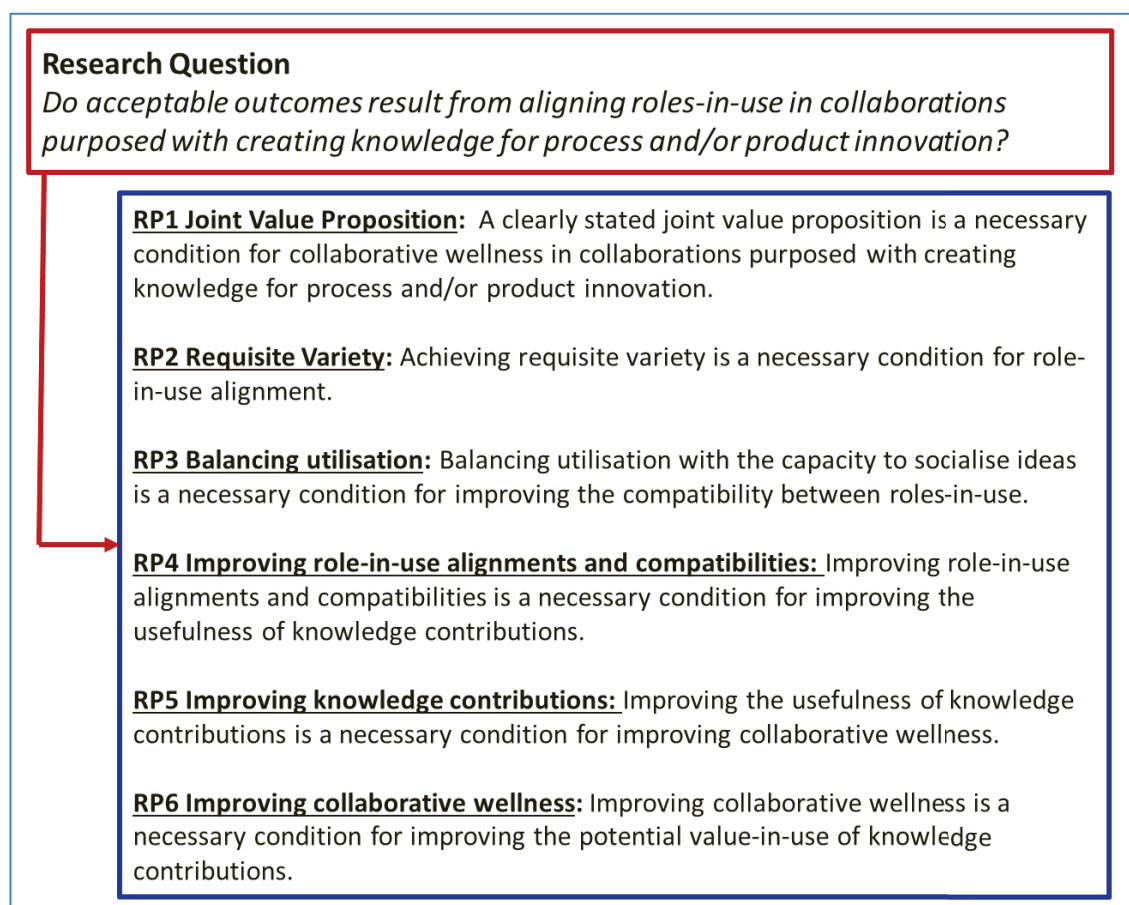 Research Question
Do acceptable outcomes result from aligning roles-in-use in collaborations
purposed with creating knowledge for process and/or product innovation?
RP1 Joint Value Proposition: A clearly stated joint value proposition is a necessary
condition for collaborative wellness in collaborations purposed with creating
knowledge for process and/or product innovation.
RP2 Requisite Variety: Achieving requisite variety is a necessary condition for role-
in-use alignment.
RP3 Balancing utilisation: Balancing utilisation with the capacity to socialise ideas
is a necessary condition for improving the compatibility between roles-in-use.
RP4 Improving role-in-use alignments and compatibilities: Improving role-in-use
alignments and compatibilities is a necessary condition for improving the
usefulness of knowledge contributions.
RP5 Improving knowledge contributions: Improving the usefulness of knowledge
contributions is a necessary condition for improving collaborative wellness.
RP6 Improving collaborative wellness: Improving collaborative wellness is a
necessary condition for improving the potential value-in-use of knowledge
contributions.